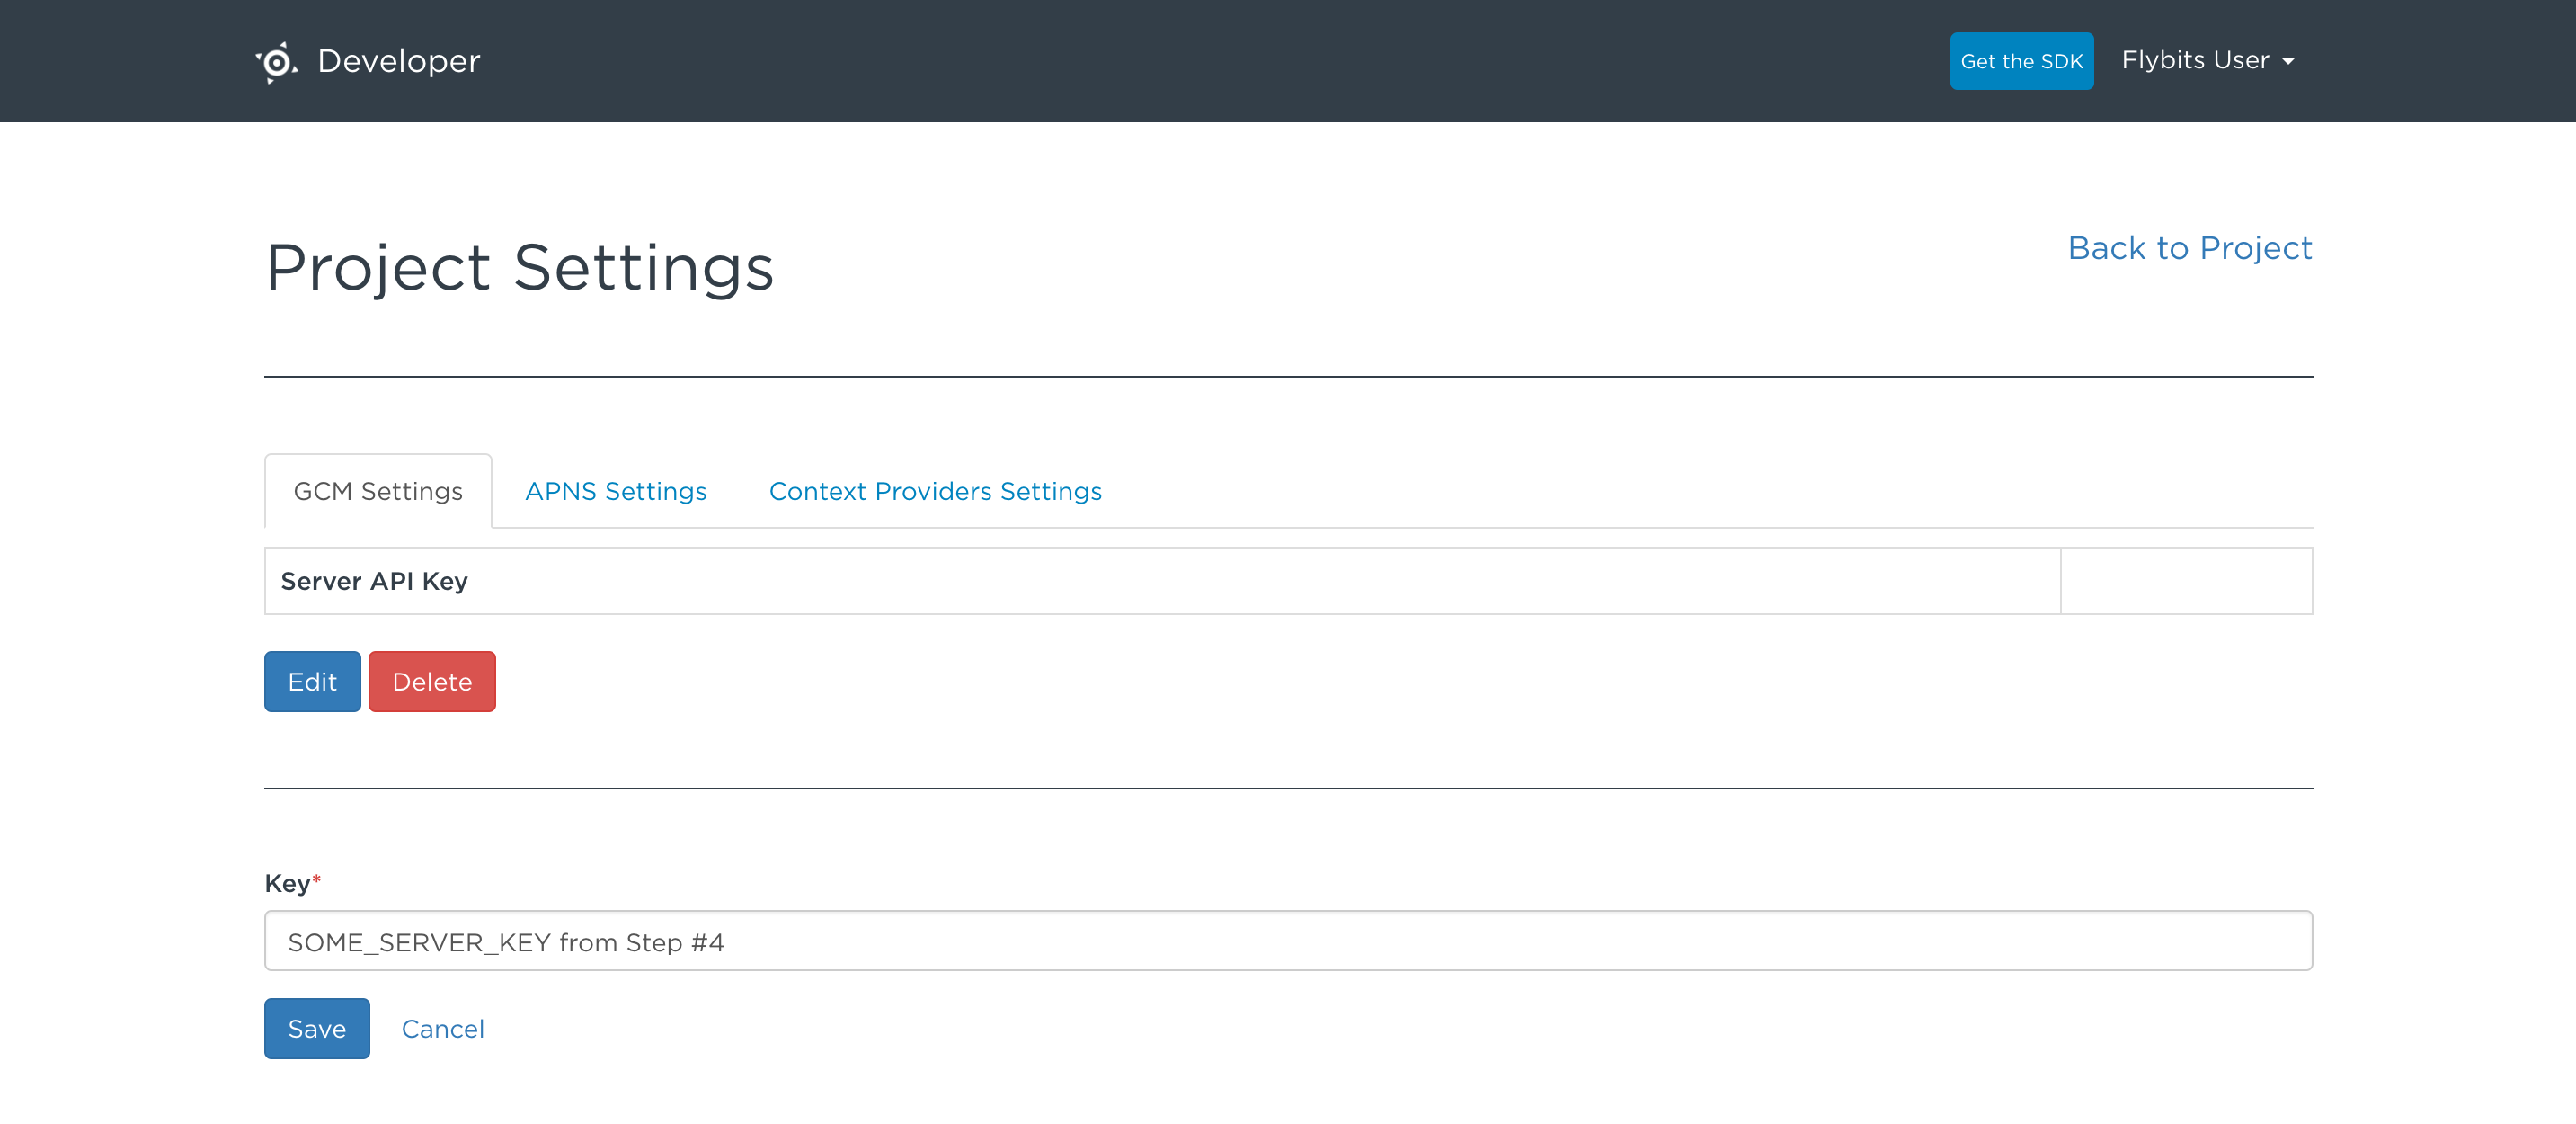 Developer
Get the SDK
Flybits User
Project Settings
Back to Project
GCM Settings
APNS Settings
Context Providers Settings
Server API Key
Edit
Delete
Key*
SOME_SERVER_KEY from Step #4
Save
Cancel